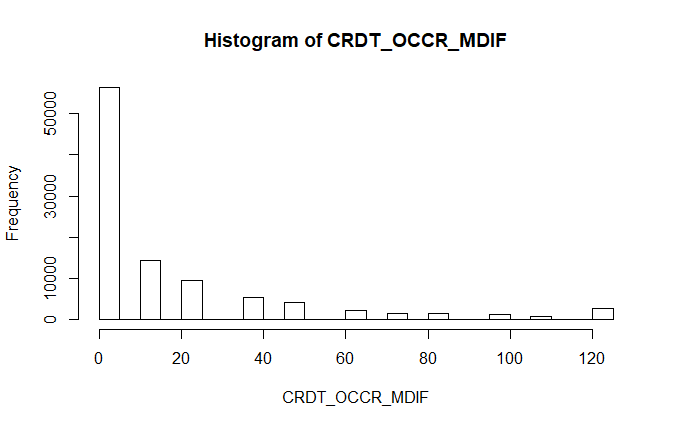 Histogram of CRDT_OCCR_MDIF
Frequency
50000
30000
10000
0
0 20 40 60 80 100 120
CRDT_OCCR_MDIF